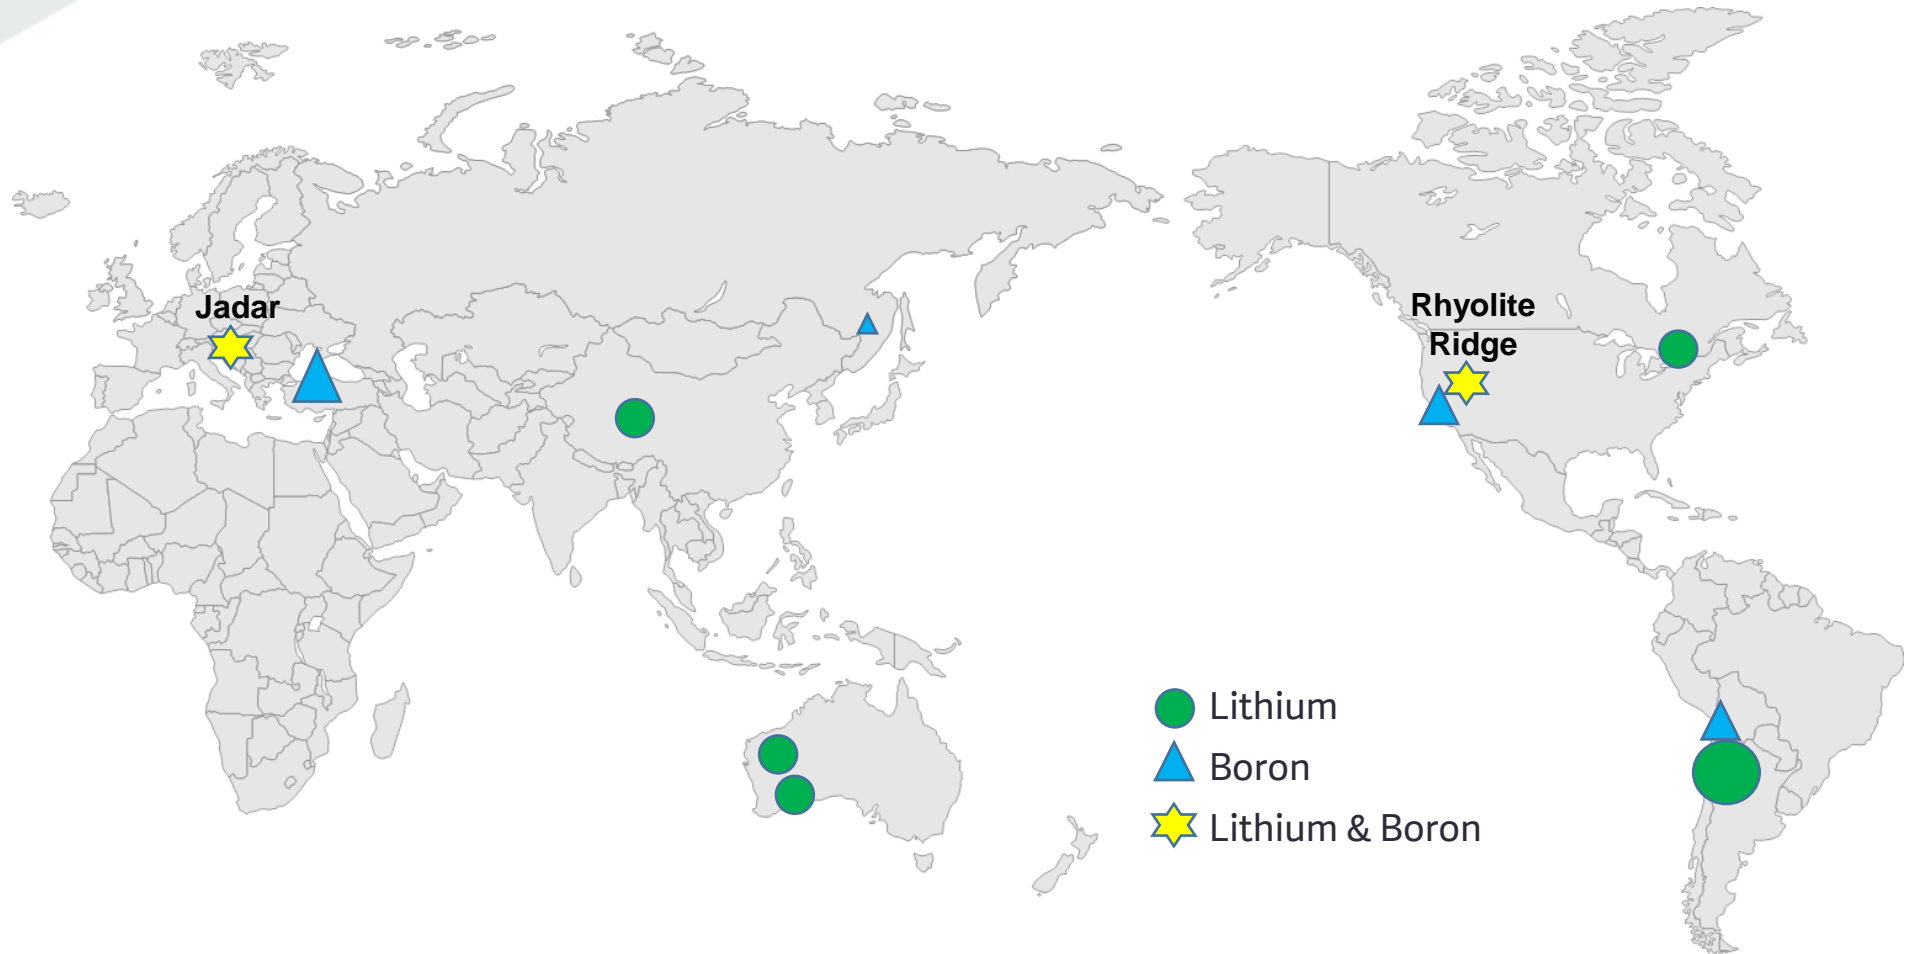 Jadar
Rhyolite
Ridge
Lithium
Boron
Lithium & Boron